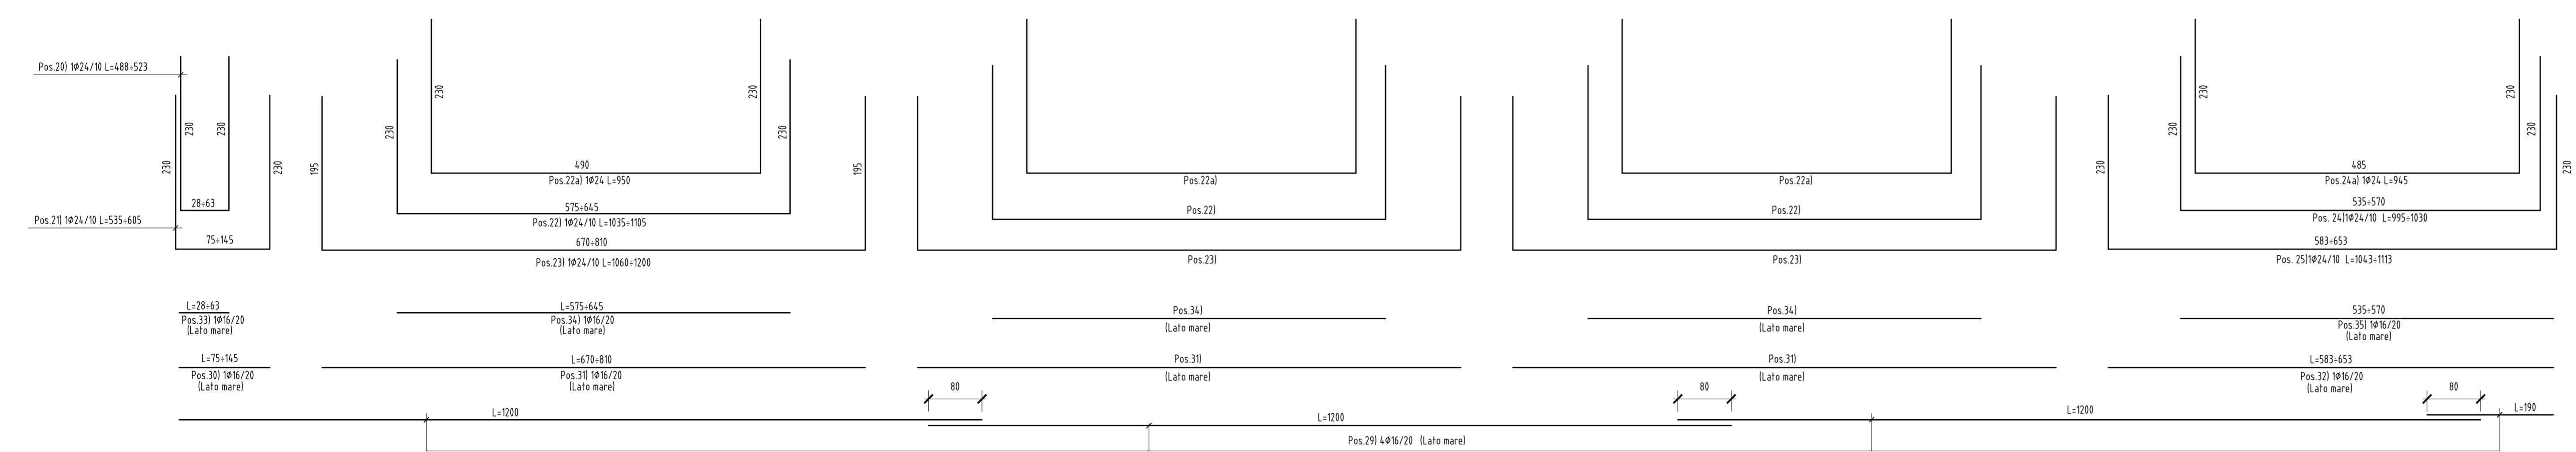 Pos.20) 1Φ24/10 L=488÷523
230
230
230
230
28÷63
Pos.21) 1Φ24/10 L=535÷605
75÷145
230
230
490
Pos.22a) 1Φ24 L=950
230
230
575÷645
Pos.22) 1Φ24/10 L=1035÷1105
195
195
670÷810
Pos.23) 1Φ24/10 L=1060÷1200
Pos.22a)
Pos.22)
Pos.23)
Pos.22a)
Pos.22)
Pos.23)
230
230
485
Pos.24a) 1Φ24 L=945
230
230
535÷570
Pos. 24)1Φ24/10 L=995÷1030
230
230
583÷653
Pos. 25)1Φ24/10 L=1043÷1113
L=28÷63
Pos.33) 1Φ16/20
(Lato mare)
L=575÷645
Pos.34) 1Φ16/20
(Lato mare)
Pos.34)
(Lato mare)
Pos.34)
(Lato mare)
535÷570
Pos.35) 1Φ16/20
(Lato mare)
L=75÷145
Pos.30) 1Φ16/20
(Lato mare)
L=670÷810
Pos.31) 1Φ16/20
(Lato mare)
Pos.31)
(Lato mare)
Pos.31)
(Lato mare)
L=583÷653
Pos.32) 1Φ16/20
(Lato mare)
80
80
80
L=1200
L=1200
L=1200
L=190
Pos.29) 4Φ16/20 (Lato mare)